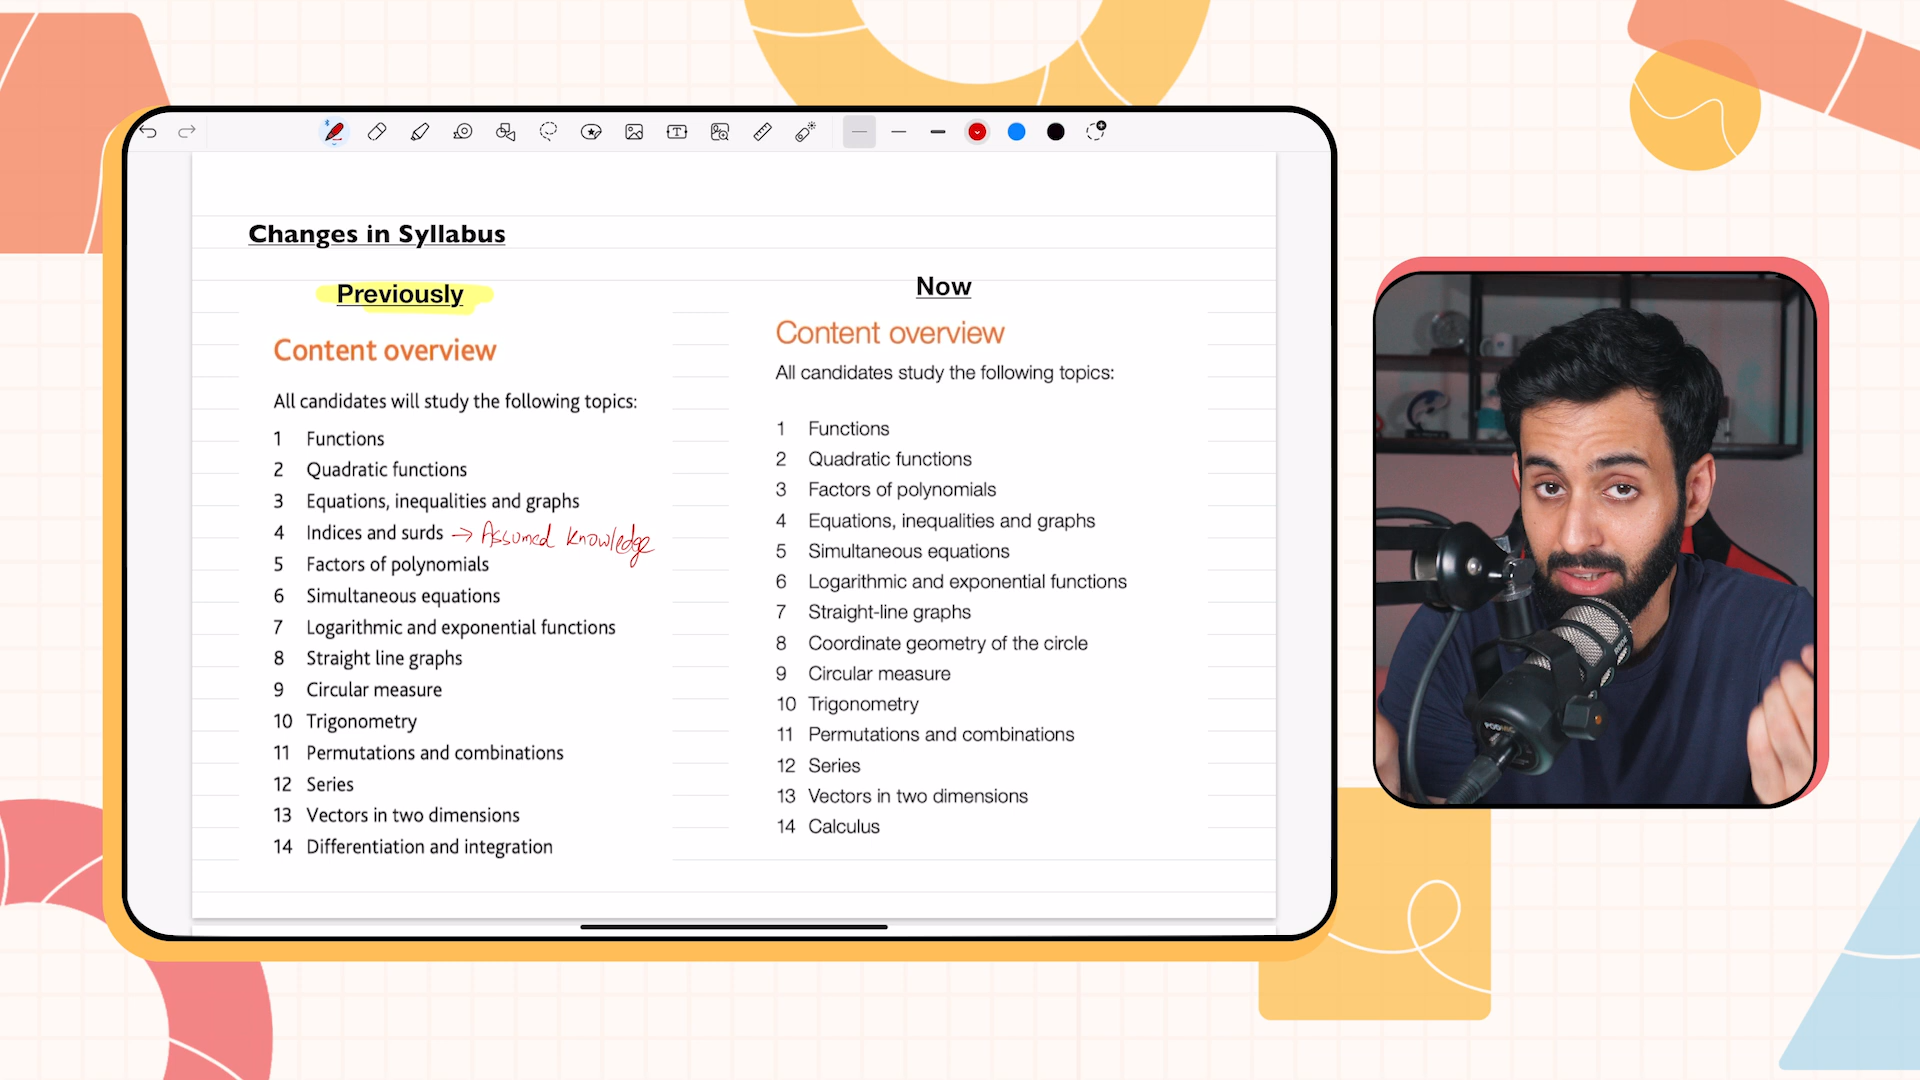 Changes in Syllabus
Previously
Content overview
All candidates will study the following topics:
1 Functions
2 Quadratic functions
3 Equations, inequalities and graphs
4 Indices and surds → Assumed knowledge
5 Factors of polynomials
6 Simultaneous equations
7 Logarithmic and exponential functions
8 Straight line graphs
9 Circular measure
10 Trigonometry
11 Permutations and combinations
12 Series
13 Vectors in two dimensions
14 Differentiation and integration
Now
Content overview
All candidates study the following topics:
1 Functions
2 Quadratic functions
3 Factors of polynomials
4 Equations, inequalities and graphs
5 Simultaneous equations
6 Logarithmic and exponential functions
7 Straight-line graphs
8 Coordinate geometry of the circle
9 Circular measure
10 Trigonometry
11 Permutations and combinations
12 Series
13 Vectors in two dimensions
14 Calculus